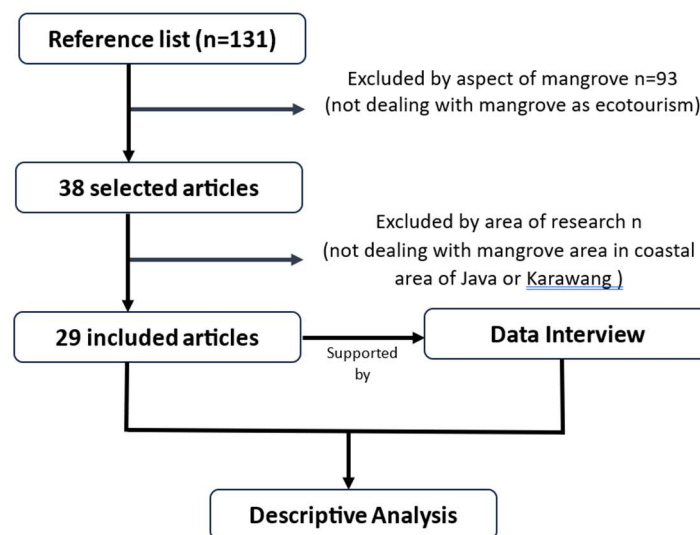 Reference list (n=131)
Excluded by aspect of mangrove n=93
(not dealing with mangrove as ecotourism)
38 selected articles
Excluded by area of research n
(not dealing with mangrove area in coastal
area of Java or Karawang )
29 included articles
Supported
by
Data Interview
Descriptive Analysis